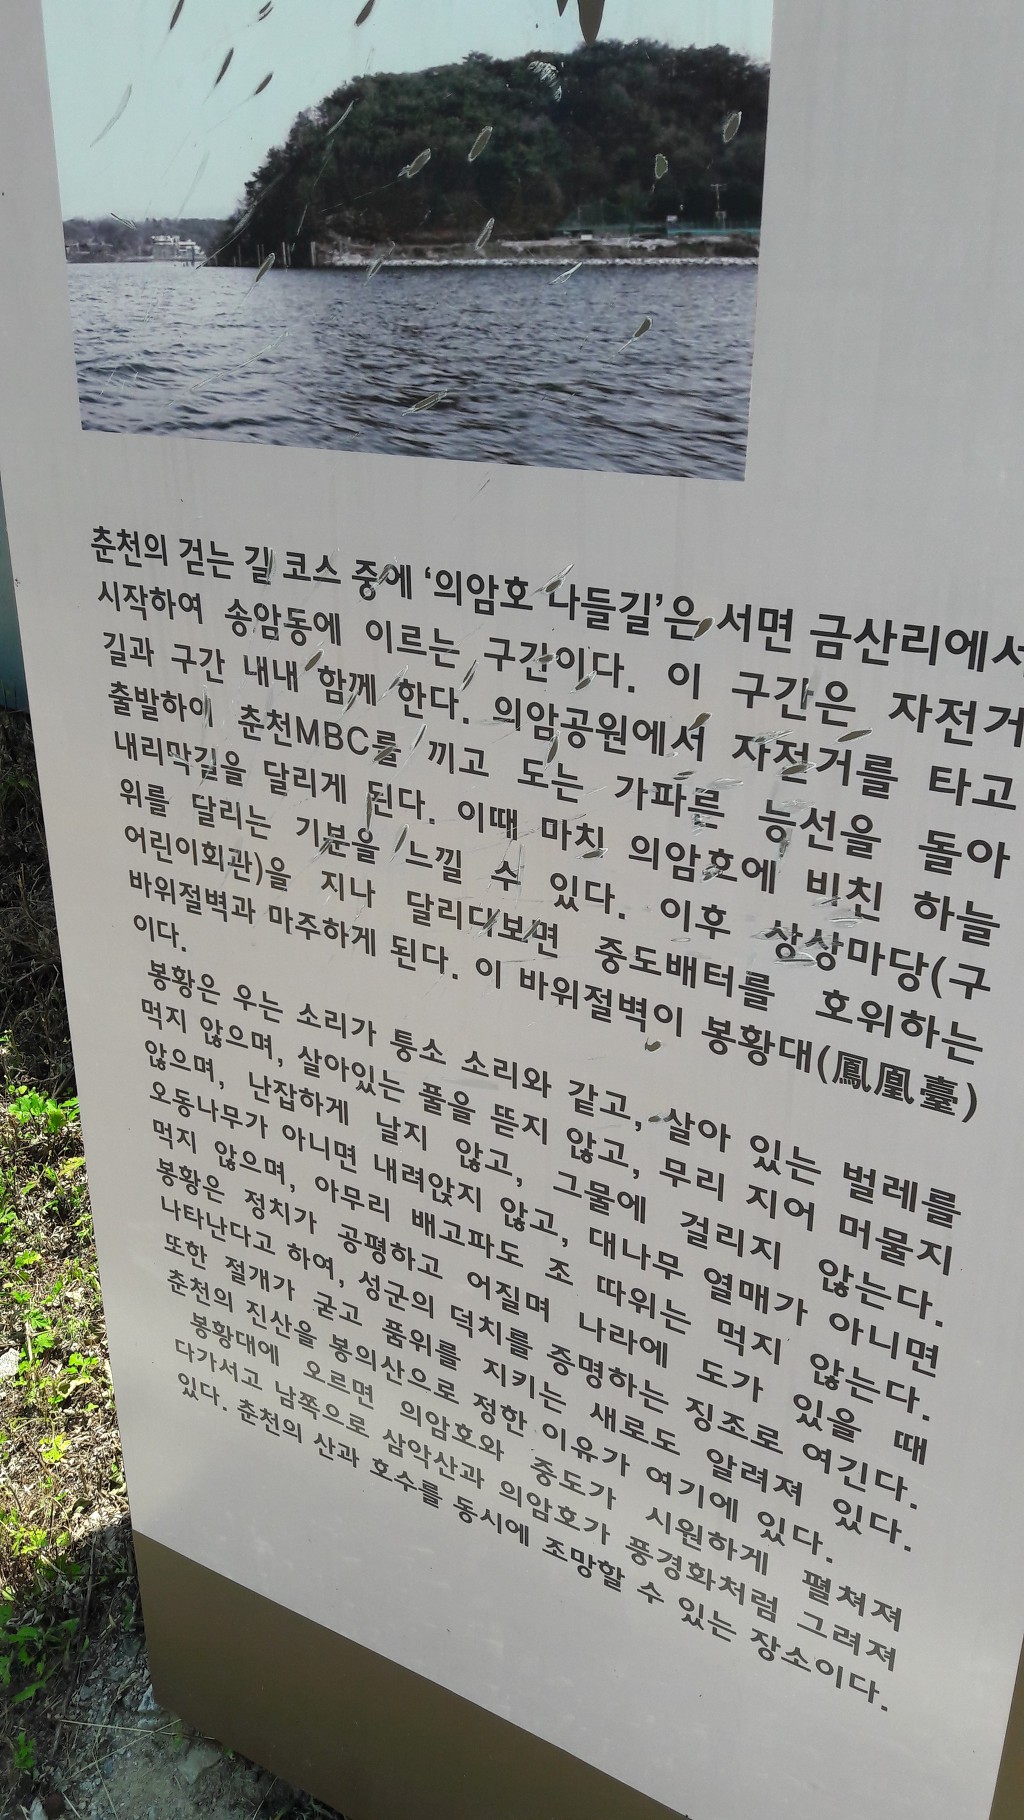 춘천의 걷는 길 코스 중에 ‘의암호 나들길’은 서면 금산리에서
시작하여 송암동에 이르는 구간이다. 이 구간은 자전거
길과 구간 내내 함께 한다. 의암공원에서 자전거를 타고
출발하여 춘천MBC를 끼고 도는 가파른 능선을 돌아
내리막길을 달리게 된다. 이때 마치 의암호에 비친 하늘
위를 달리는 기분을 느낄 수 있다. 이후 상상마당(구
어린이회관)을 지나 달리다보면 중도배터를 호위하는
바위절벽과 마주하게 된다. 이 바위절벽이 봉황대(鳳凰臺)
이다.
봉황은 우는 소리가 퉁소 소리와 같고, 살아 있는 벌레를
먹지 않으며, 살아있는 풀을 뜯지 않고, 무리 지어 머물지
않으며, 난잡하게 날지 않고, 그물에 걸리지 않는다.
오동나무가 아니면 내려앉지 않고, 대나무 열매가 아니면
먹지 않으며, 아무리 배고파도 조 따위는 먹지 않는다.
봉황은 정치가 공평하고 어질며 나라에 도가 있을 때
나타난다고 하여, 성군의 덕치를 증명하는 징조로 여긴다.
또한 절개가 굳고 품위를 지키는 새로도 알려져 있다.
춘천의 진산을 봉의산으로 정한 이유가 여기에 있다.
봉황대에 오르면 의암호와 중도가 시원하게 펼쳐져
다가서고 남쪽으로 삼악산과 의암호가 풍경화처럼 그려져
있다. 춘천의 산과 호수를 동시에 조망할 수 있는 장소이다.